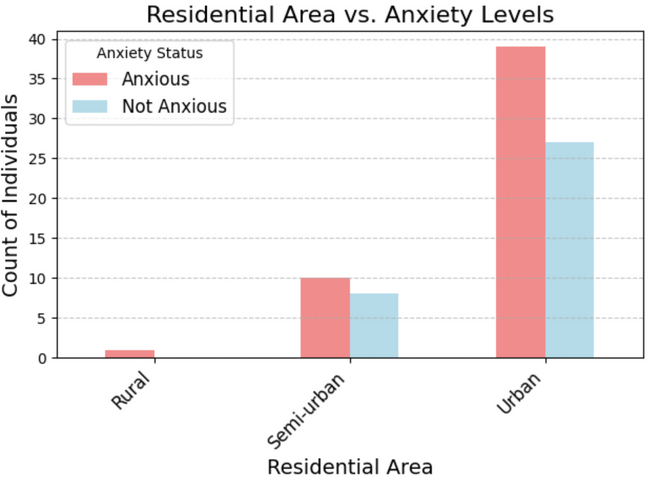 Residential Area vs. Anxiety Levels
Count of Individuals
40
35
30
25
20
15
10
5
0
Anxiety Status
Anxious
Not Anxious
Rural
Semi-urban
Urban
Residential Area